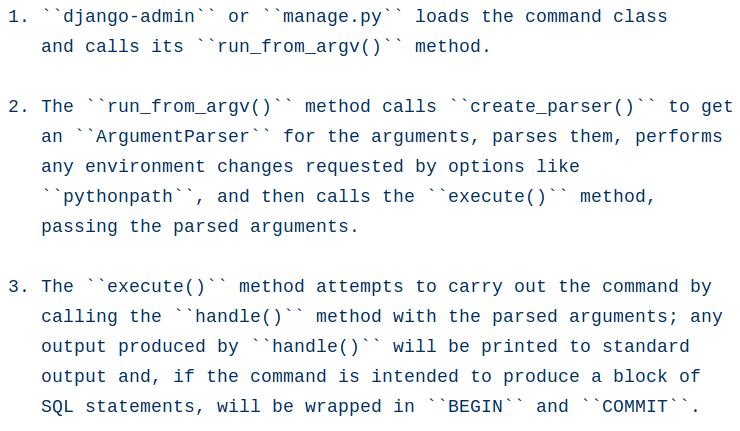 1. ``django-admin`` or ``manage.py`` loads the command class
and calls its ``run_from_argv()`` method.
2. The ``run_from_argv()`` method calls ``create_parser()`` to get
an ``ArgumentParser`` for the arguments, parses them, performs
any environment changes requested by options like
``pythonpath``, and then calls the ``execute()`` method,
passing the parsed arguments.
3. The ``execute()`` method attempts to carry out the command by
calling the ``handle()`` method with the parsed arguments; any
output produced by ``handle()`` will be printed to standard
output and, if the command is intended to produce a block of
SQL statements, will be wrapped in ``BEGIN`` and ``COMMIT``.